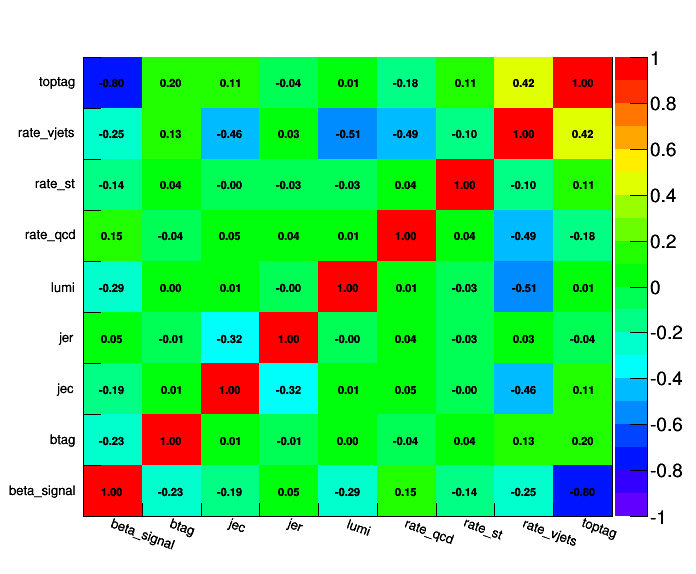 toptag -0.80 0.20 0.11 -0.04 0.01 -0.18 0.11 0.42 1.00
rate_vjets -0.25 0.13 -0.46 0.03 -0.51 -0.49 -0.10 1.00 0.42
rate_st -0.14 0.04 -0.00 -0.03 -0.03 0.04 1.00 -0.10 0.11
rate_qcd 0.15 -0.04 0.05 0.04 0.01 1.00 0.04 -0.49 -0.18
lumi -0.29 0.00 0.01 -0.00 1.00 0.01 -0.03 -0.51 0.01
jer 0.05 -0.01 -0.32 1.00 -0.00 0.04 -0.03 0.03 -0.04
jec -0.19 0.01 1.00 -0.32 0.01 0.05 -0.00 -0.46 0.11
btag -0.23 1.00 0.01 -0.01 0.00 -0.04 0.04 0.13 0.20
beta_signal 1.00 -0.23 -0.19 0.05 -0.29 0.15 -0.14 -0.25 -0.80
beta_signal btag jec jer lumi rate_qcd rate_st rate_vjets toptag
1
0.8
0.6
0.4
0.2
0
-0.2
-0.4
-0.6
-0.8
-1